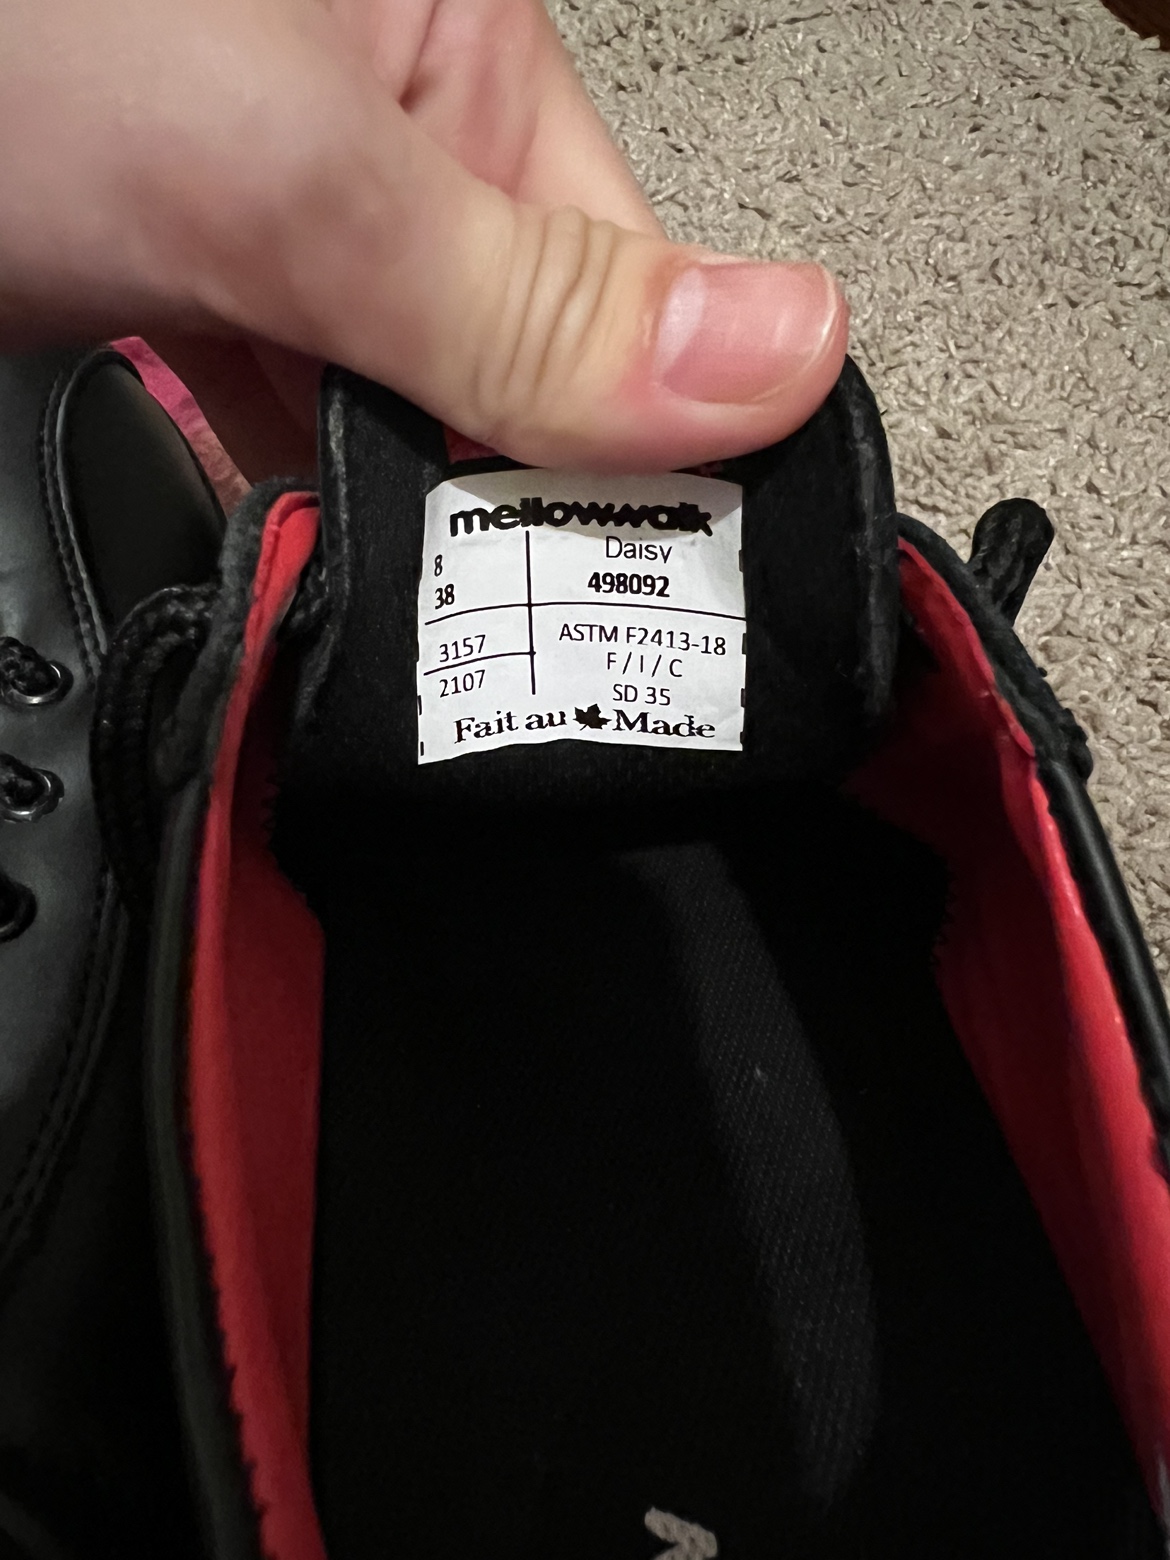 mellowwalk
8
Daisy
38
498092
3157
ASTM F2413-18
F / I / C
2107
SD 35
Fait au Made